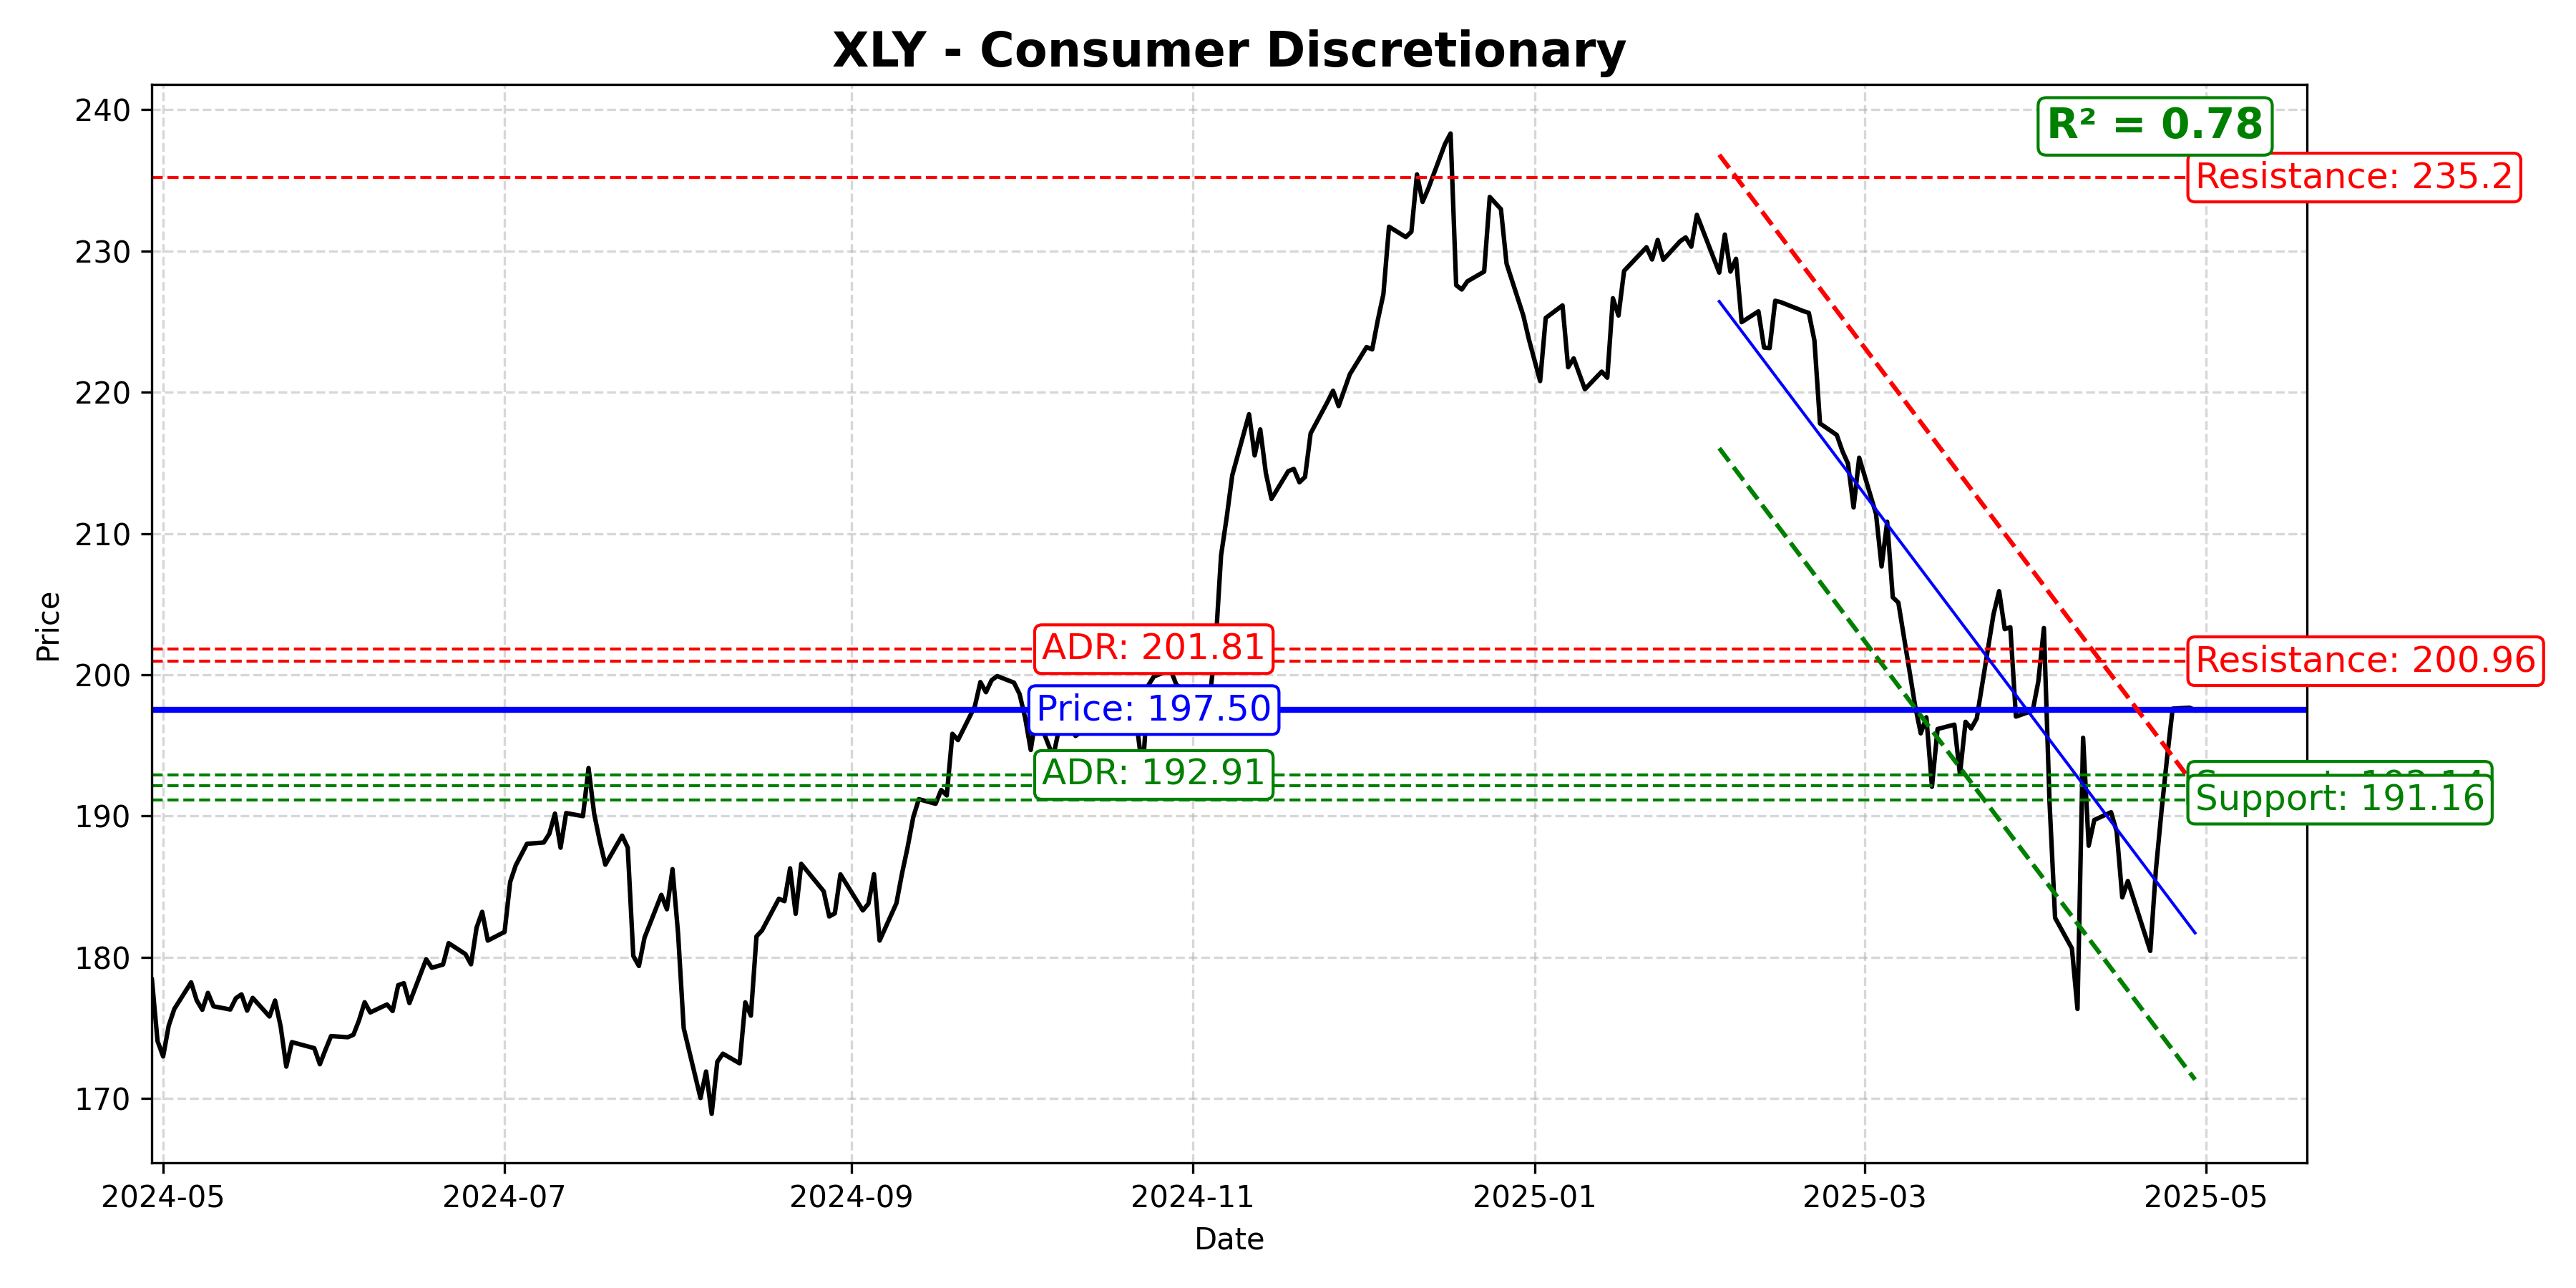 XLY - Consumer Discretionary
R² = 0.78
Resistance: 235.2
ADR: 201.81
Resistance: 200.96
Price: 197.50
ADR: 192.91
Support: 191.16
240
230
220
210
200
190
180
170
Price
2024-05
2024-07
2024-09
2024-11
2025-01
2025-03
2025-05
Date